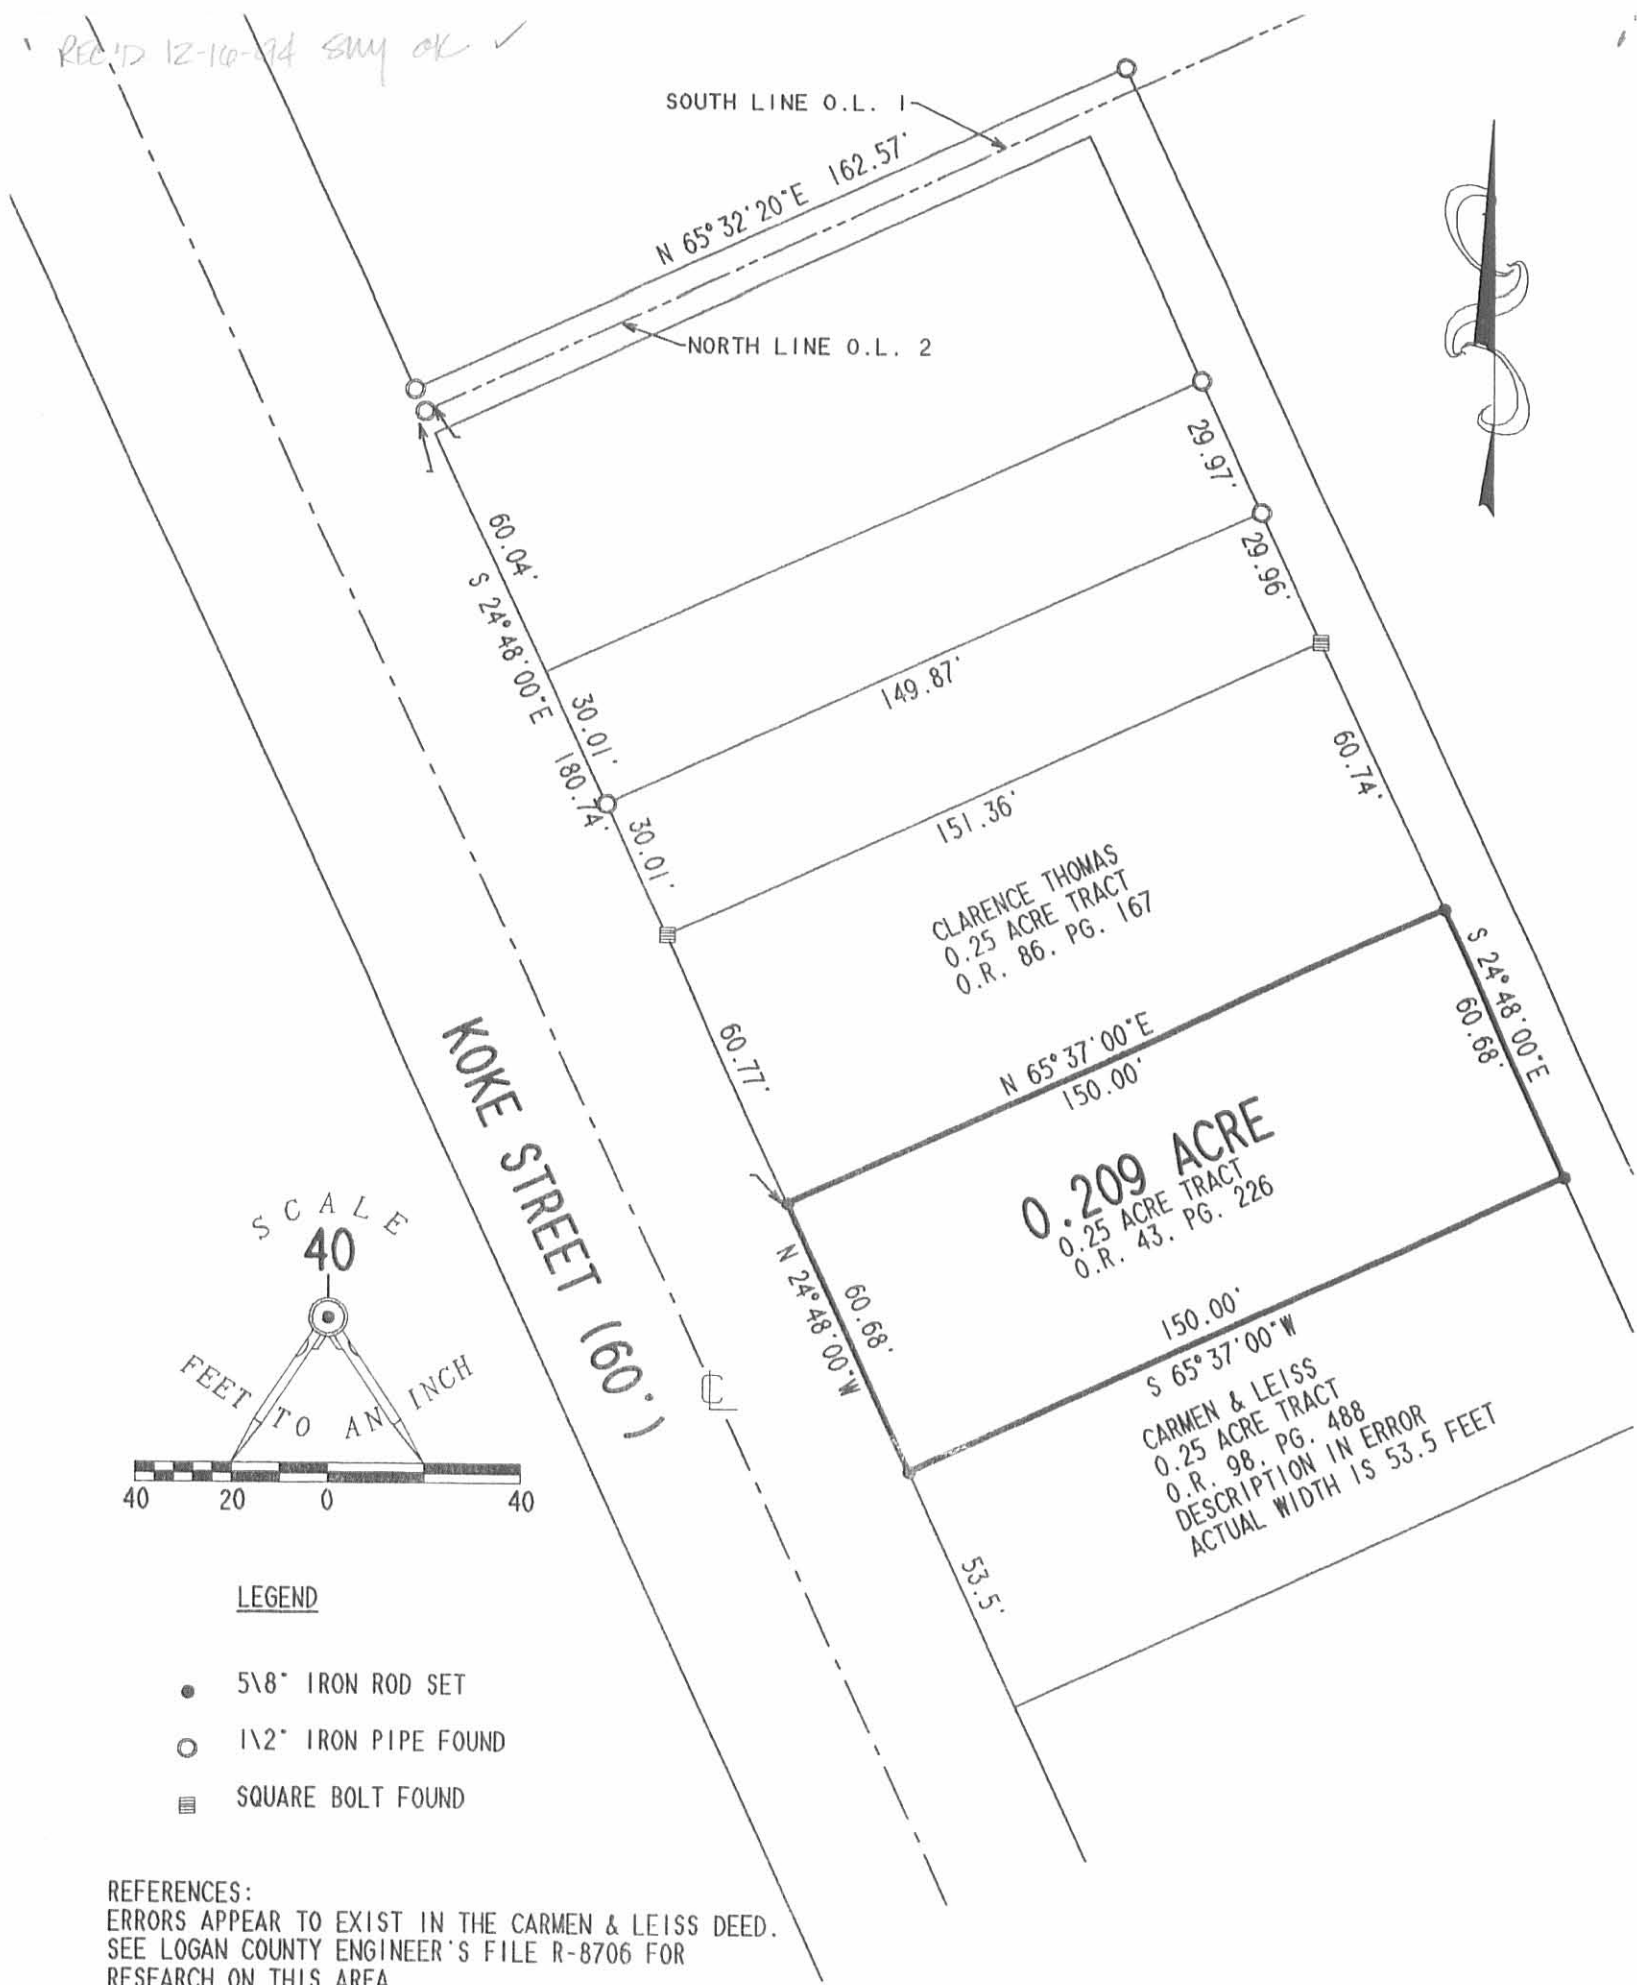 REC'D 12-16-94 SMY OK ✓
SOUTH LINE O.L. 1
N 65°32'20"E 162.57'
NORTH LINE O.L. 2
29.97'
29.96'
60.04'
S 24°48'00"E 180.74'
30.01'
149.87'
30.01'
60.74'
151.36'
CLARENCE THOMAS
0.25 ACRE TRACT
O.R. 86. PG. 167
S 24°48'00"E
60.68'
60.77'
N 65°37'00"E
150.00'
KOKE STREET (60')
0.209 ACRE
0.25 ACRE TRACT
O.R. 43. PG. 226
N 24°48'00"W
60.68'
150.00'
S 65°37'00"W
CARMEN & LEISS
0.25 ACRE TRACT
O.R. 98. PG. 488
DESCRIPTION IN ERROR
ACTUAL WIDTH IS 53.5 FEET
53.5'
CL
SCALE
40
FEET TO AN INCH
40 20 0 40
LEGEND
5\8" IRON ROD SET
1\2" IRON PIPE FOUND
SQUARE BOLT FOUND
REFERENCES:
ERRORS APPEAR TO EXIST IN THE CARMEN & LEISS DEED.
SEE LOGAN COUNTY ENGINEER'S FILE R-8706 FOR
RESEARCH ON THIS AREA